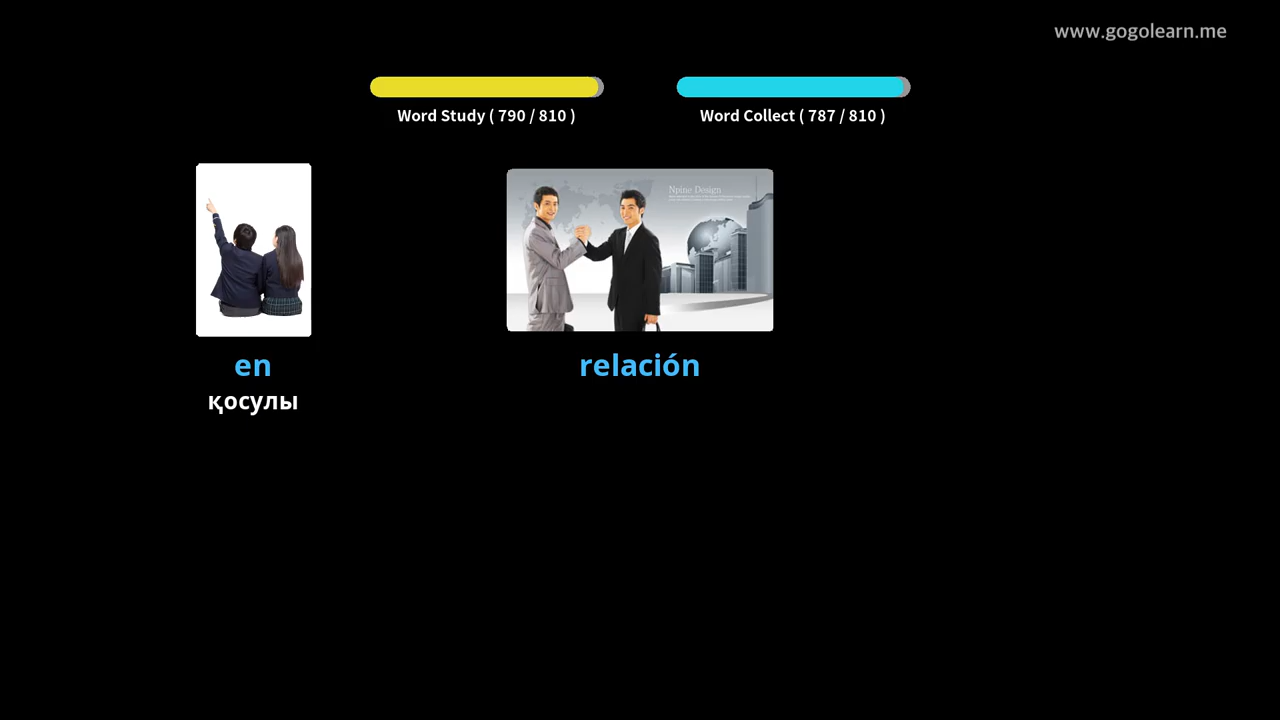 www.gogolearn.me
Word Study ( 790 / 810 )
Word Collect ( 787 / 810 )
Npine Design
en
relación
қосулы